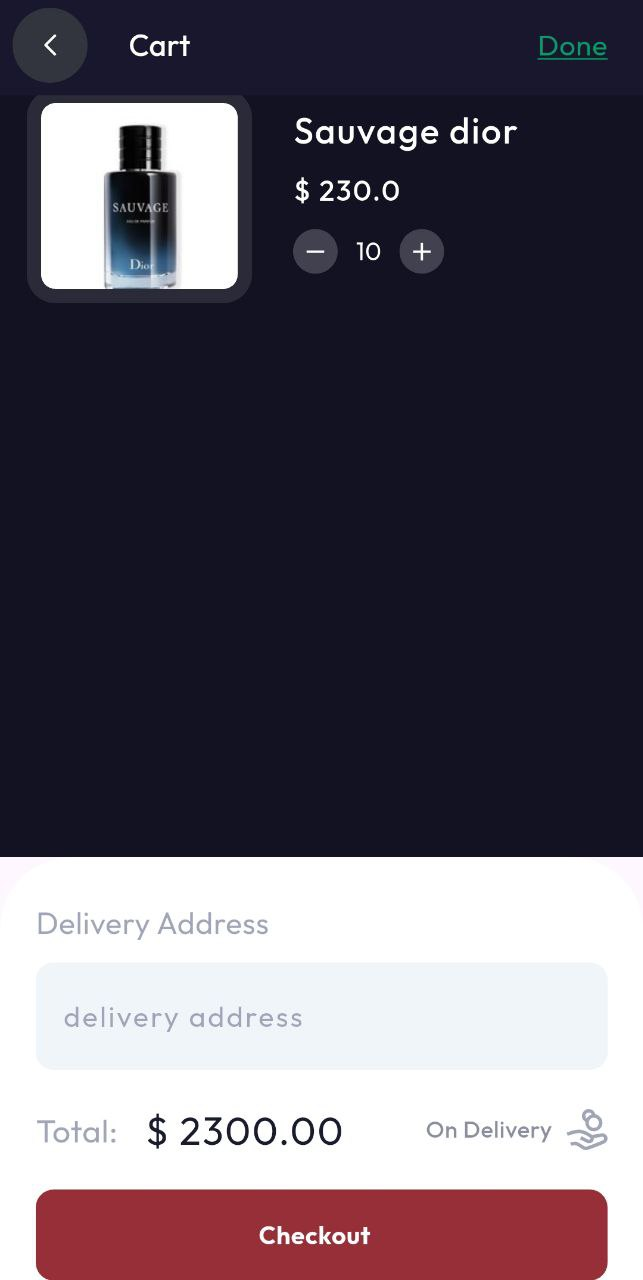 Cart
Done
SAUVAGE
Dior
Sauvage dior
$ 230.0
10
Delivery Address
delivery address
Total: $ 2300.00
On Delivery
Checkout